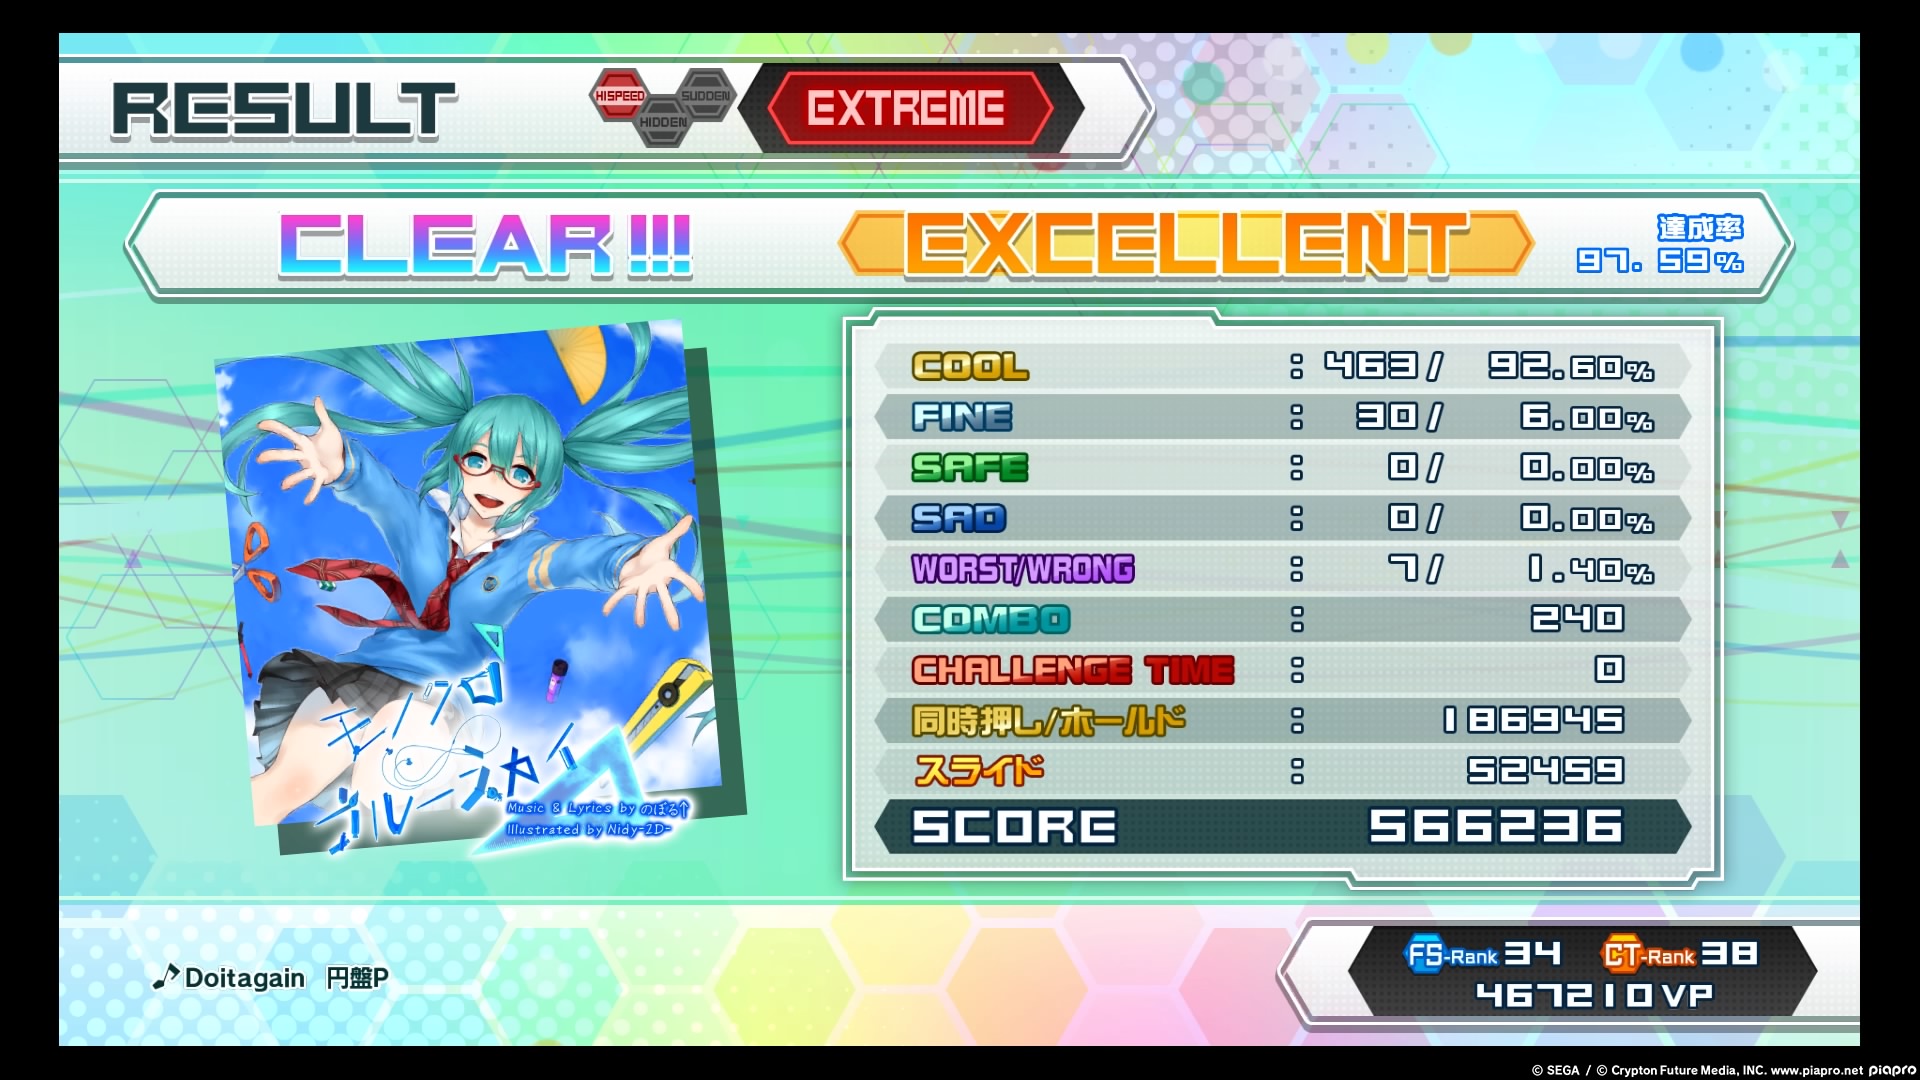 RESULT
HISPEED
HIDDEN
SUDDEN
EXTREME
CLEAR!!!
EXCELLENT
達成率
97.59%
COOL : 463/ 92.60%
FINE : 30/ 6.00%
SAFE : 0/ 0.00%
SAD : 0/ 0.00%
WORST/WRONG : 7/ 1.40%
COMBO : 240
CHALLENGE TIME : 0
同時押し/ホールド : 186945
スライド : 52459
SCORE 566236
モノクロ
ブルースカイ
Music & Lyrics by のぼる↑
Illustrated by Nidy-2D-
♪Doitagain 円盤P
FS-Rank 34 CT-Rank 38
467210VP
© SEGA / © Crypton Future Media, INC. www.piapro.net piapro